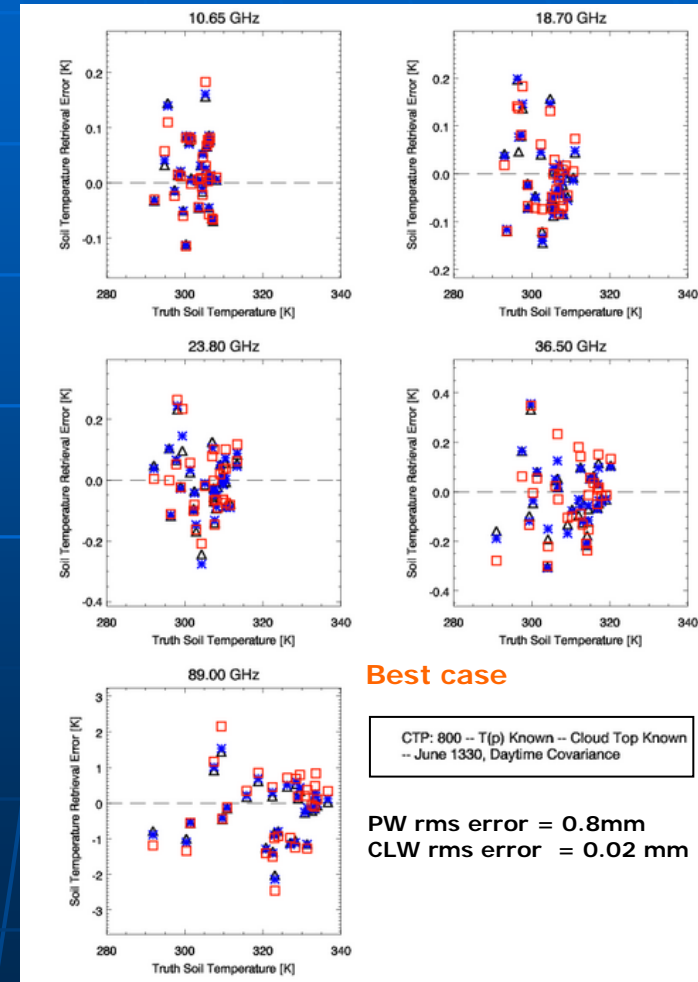 10.65 GHz
Soil Temperature Retrieval Error [K]
0.2
0.1
0.0
-0.1
280 300 320 340
Truth Soil Temperature [K]
18.70 GHz
Soil Temperature Retrieval Error [K]
0.2
0.1
0.0
-0.1
-0.2
280 300 320 340
Truth Soil Temperature [K]
23.80 GHz
Soil Temperature Retrieval Error [K]
0.2
0.0
-0.2
-0.4
280 300 320 340
Truth Soil Temperature [K]
36.50 GHz
Soil Temperature Retrieval Error [K]
0.4
0.2
0.0
-0.2
-0.4
280 300 320 340
Truth Soil Temperature [K]
89.00 GHz
Soil Temperature Retrieval Error [K]
3
2
1
0
-1
-2
-3
280 300 320 340
Truth Soil Temperature [K]
Best case
CTP: 800 -- T(p) Known -- Cloud Top Known
-- June 1330, Daytime Covariance
PW rms error = 0.8mm
CLW rms error = 0.02 mm